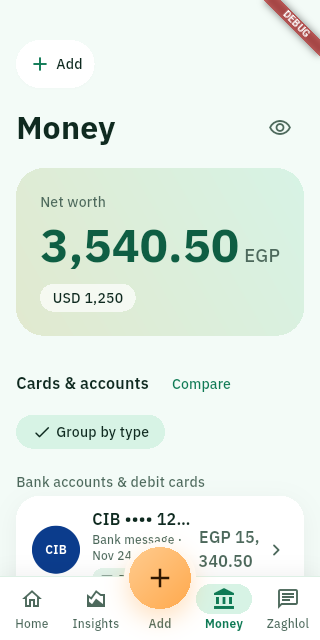 DEBUG
Add
Money
Net worth
3,540.50 EGP
USD 1,250
Cards & accounts Compare
Group by type
Bank accounts & debit cards
CIB
CIB •••• 12...
Bank message ·
Nov 24
EGP 15,
340.50
Home
Insights
Add
Money
Zaghlol